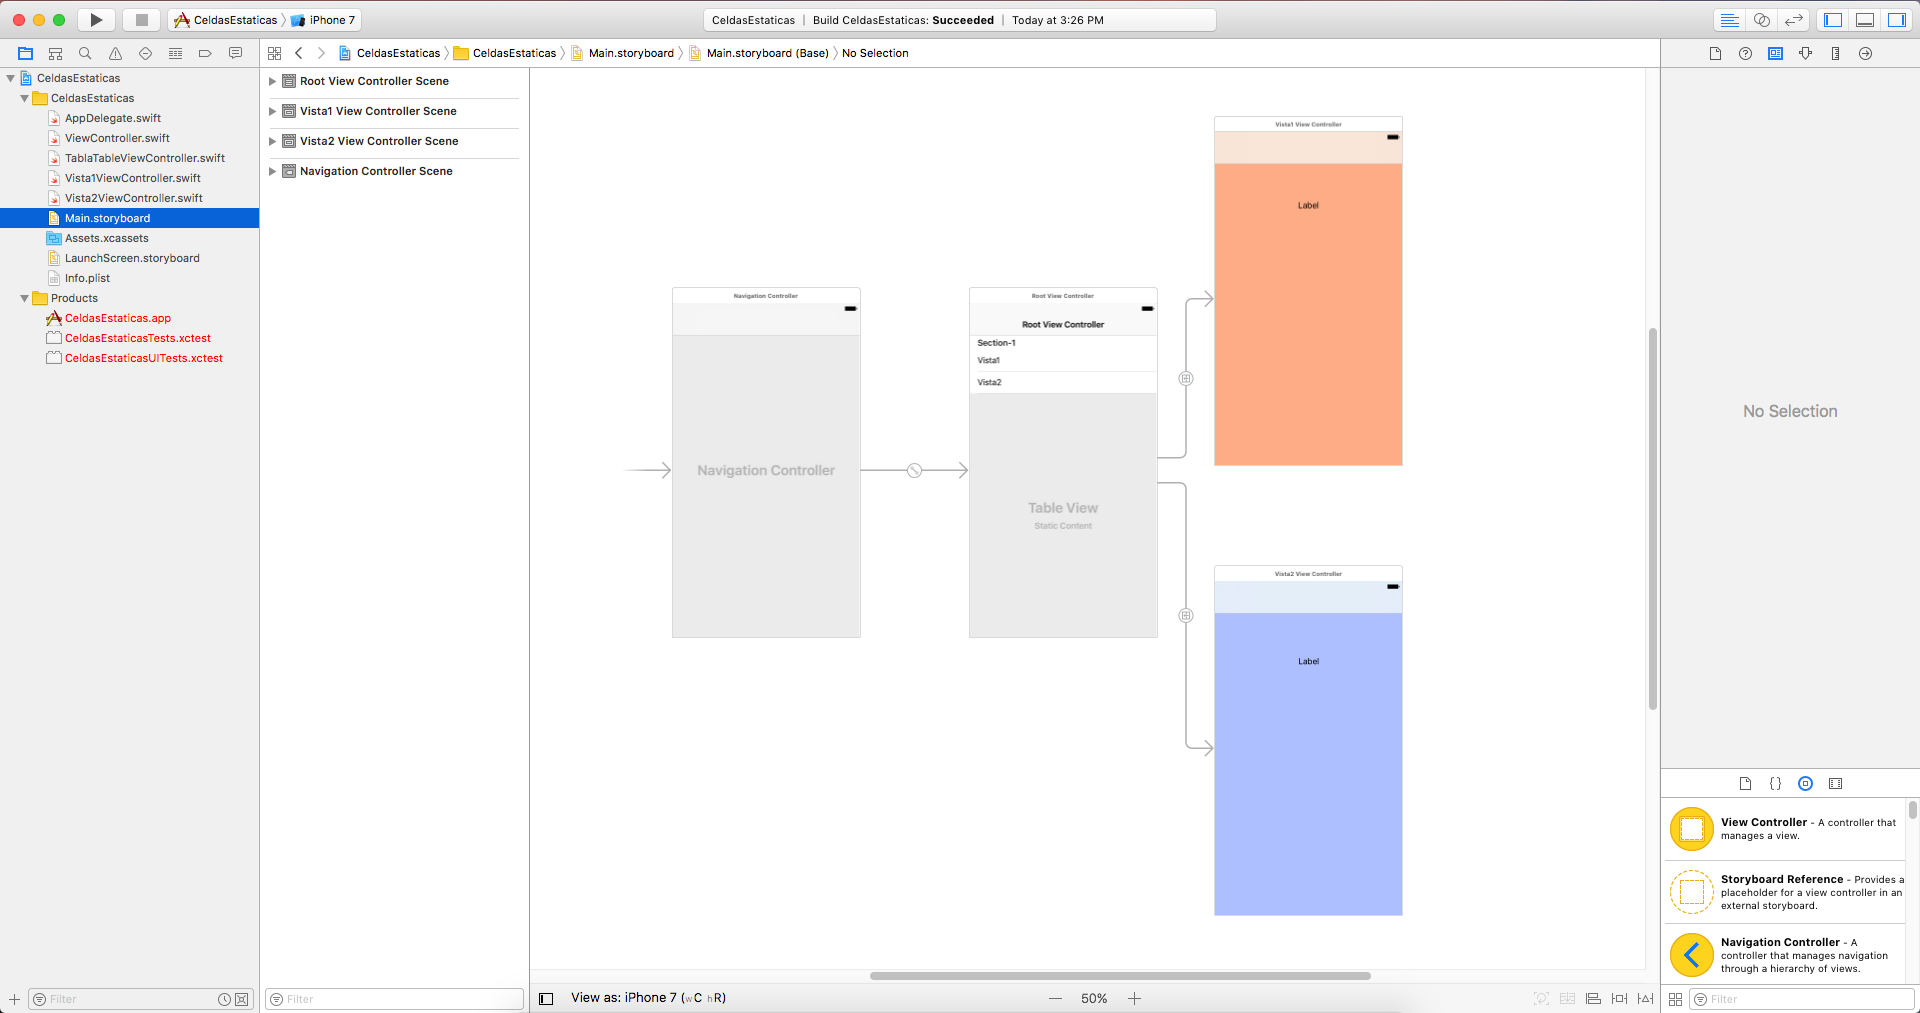 CeldasEstaticas iPhone 7
CeldasEstaticas | Build CeldasEstaticas: Succeeded | Today at 3:26 PM
CeldasEstaticas CeldasEstaticas Main.storyboard Main.storyboard (Base) No Selection
CeldasEstaticas
CeldasEstaticas
AppDelegate.swift
ViewController.swift
TablaTableViewController.swift
Vista1ViewController.swift
Vista2ViewController.swift
Main.storyboard
Assets.xcassets
LaunchScreen.storyboard
Info.plist
Products
CeldasEstaticas.app
CeldasEstaticasTests.xctest
CeldasEstaticasUITests.xctest
Filter
Root View Controller Scene
Vista1 View Controller Scene
Vista2 View Controller Scene
Navigation Controller Scene
Filter
Navigation Controller
Navigation Controller
Root View Controller
Root View Controller
Section-1
Vista1
Vista2
Table View
Static Content
Vista1 View Controller
Label
Vista2 View Controller
Label
View as: iPhone 7 (wC hR)
50%
No Selection
{}
View Controller - A controller that
manages a view.
Storyboard Reference - Provides a
placeholder for a view controller in an
external storyboard.
Navigation Controller - A
controller that manages navigation
through a hierarchy of views.
Filter